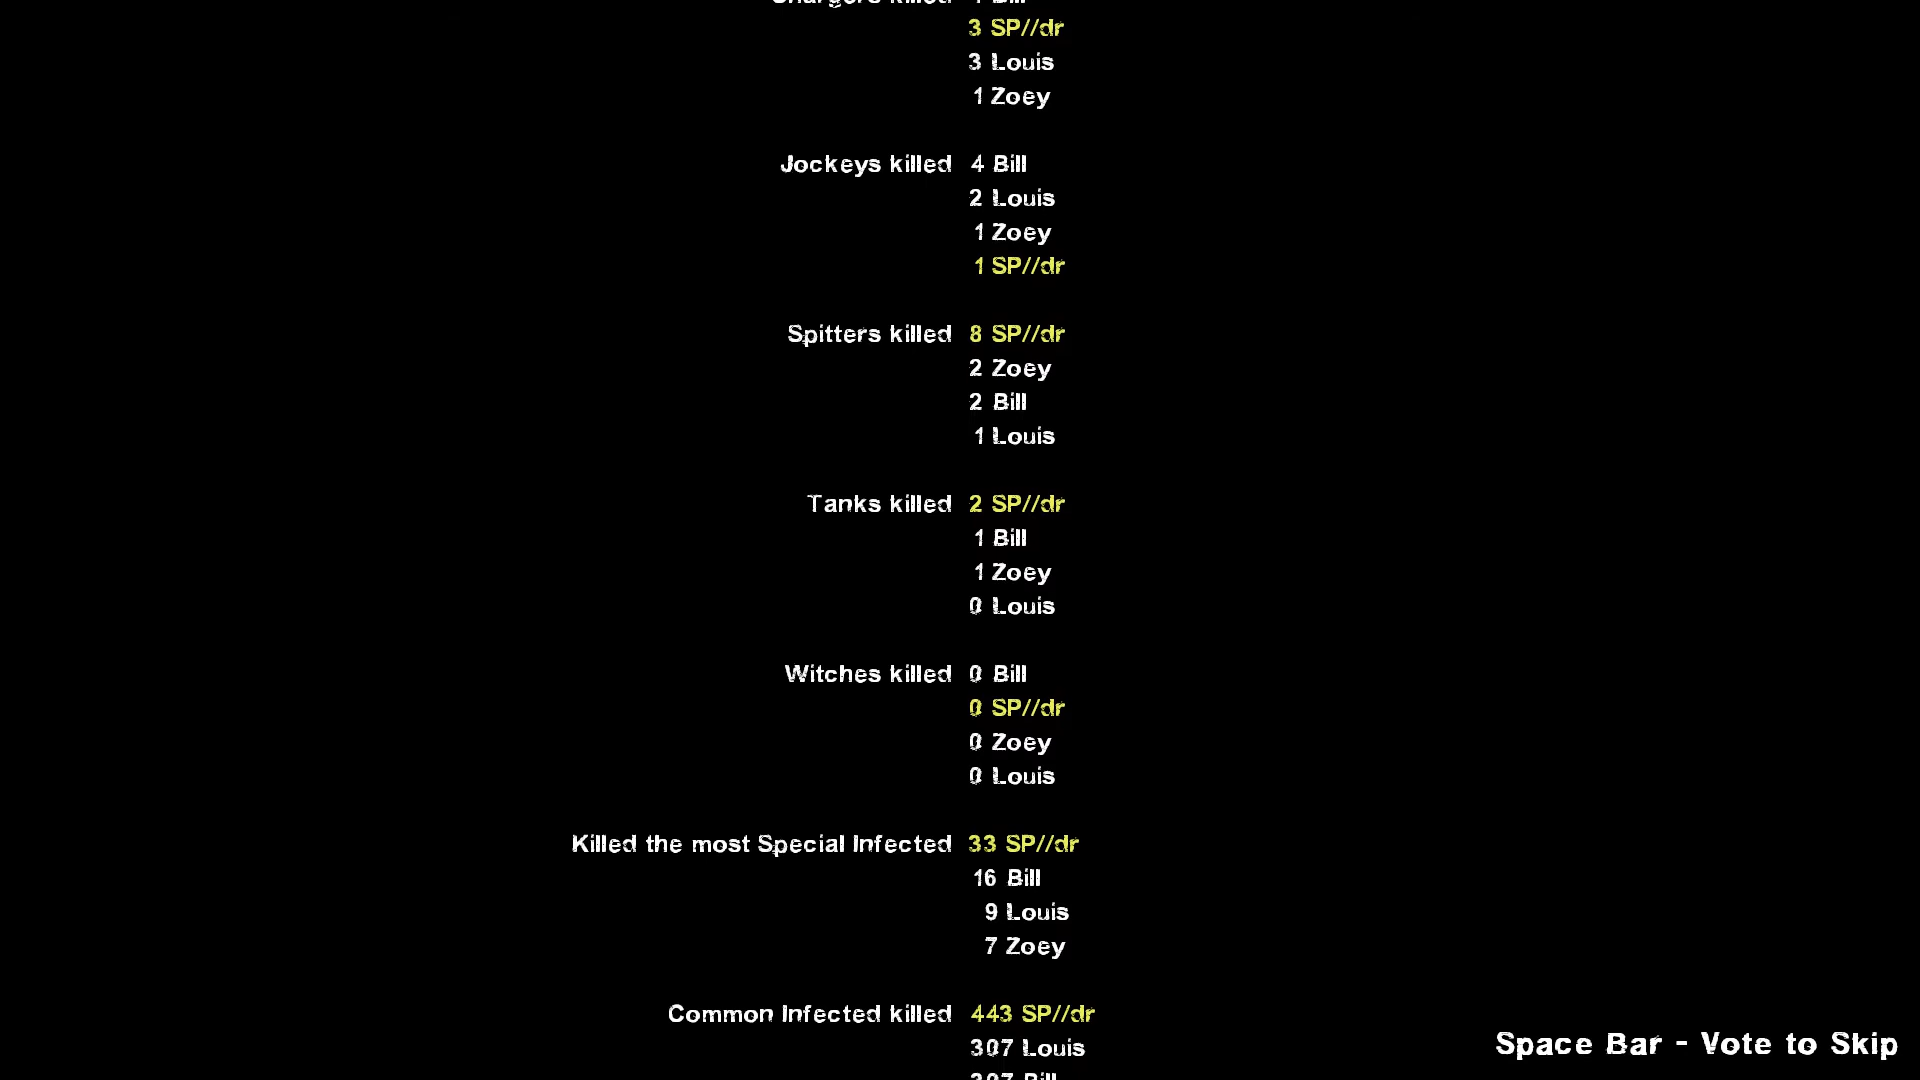 3 SP//dr
3 Louis
1 Zoey
Jockeys killed 4 Bill
2 Louis
1 Zoey
1 SP//dr
Spitters killed 8 SP//dr
2 Zoey
2 Bill
1 Louis
Tanks killed 2 SP//dr
1 Bill
1 Zoey
0 Louis
Witches killed 0 Bill
0 SP//dr
0 Zoey
0 Louis
Killed the most Special Infected 33 SP//dr
16 Bill
9 Louis
7 Zoey
Common Infected killed 443 SP//dr
307 Louis
Space Bar - Vote to Skip